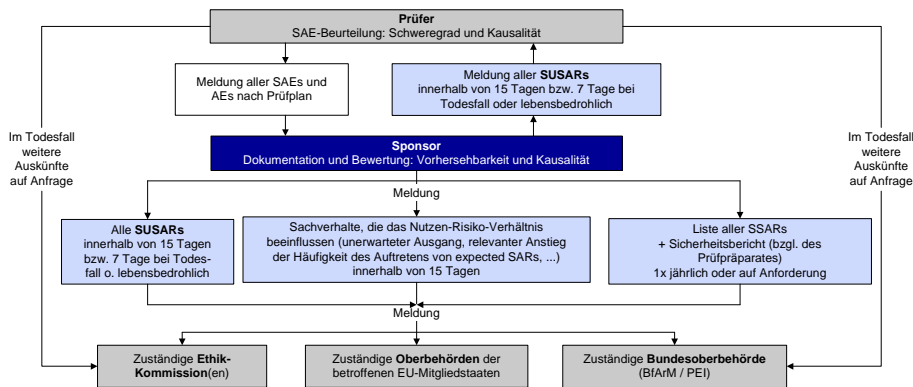 Prüfer
SAE-Beurteilung: Schweregrad und Kausalität
Meldung aller SAEs und
AEs nach Prüfplan
Meldung aller SUSARs
innerhalb von 15 Tagen bzw. 7 Tage bei
Todesfall oder lebensbedrohlich
Im Todesfall
weitere
Auskünfte
auf Anfrage
Sponsor
Dokumentation und Bewertung: Vorhersehbarkeit und Kausalität
Im Todesfall
weitere
Auskünfte
auf Anfrage
Meldung
Alle SUSARs
innerhalb von 15 Tagen
bzw. 7 Tage bei Todes-
fall o. lebensbedrohlich
Sachverhalte, die das Nutzen-Risiko-Verhältnis
beeinflussen (unerwarteter Ausgang, relevanter Anstieg
der Häufigkeit des Auftretens von expected SARs, ...)
innerhalb von 15 Tagen
Liste aller SSARs
+ Sicherheitsbericht (bzgl. des
Prüfpräparates)
1x jährlich oder auf Anforderung
Meldung
Zuständige Ethik-
Kommission(en)
Zuständige Oberbehörden der
betroffenen EU-Mitgliedstaaten
Zuständige Bundesoberbehörde
(BfArM / PEI)